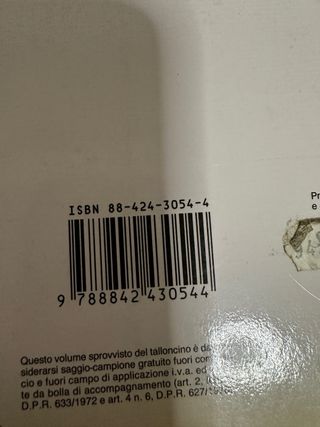 ISBN 88-424-3054-4
9 788842 430544
Questo volume sprovvisto del talloncino è da
siderarsi saggio-campione gratuito fuori
cio e fuori campo di applicazione i.v.a. ed
te da bolla di accompagnamento (art. 2,
D.P.R. 633/1972 e art. 4 n. 6, D.P.R. 627/